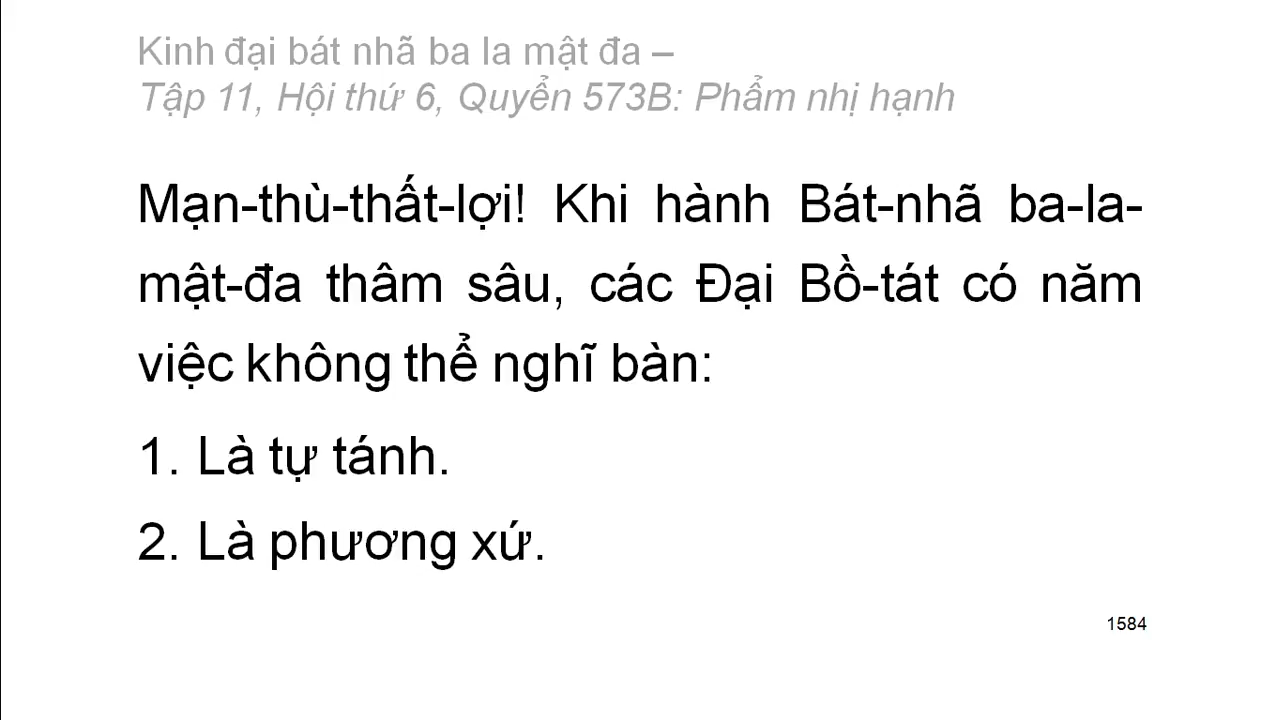 Kinh đại bát nhã ba la mật đa –
Tập 11, Hội thứ 6, Quyển 573B: Phẩm nhị hạnh
Mạn-thù-thất-lợi! Khi hành Bát-nhã ba-la-
mật-đa thâm sâu, các Đại Bồ-tát có năm
việc không thể nghĩ bàn:
1. Là tự tánh.
2. Là phương xứ.
1584